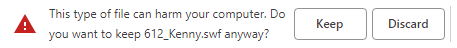 This type of file can harm your computer. Do
you want to keep 612_Kenny.swf anyway?
Keep
Discard